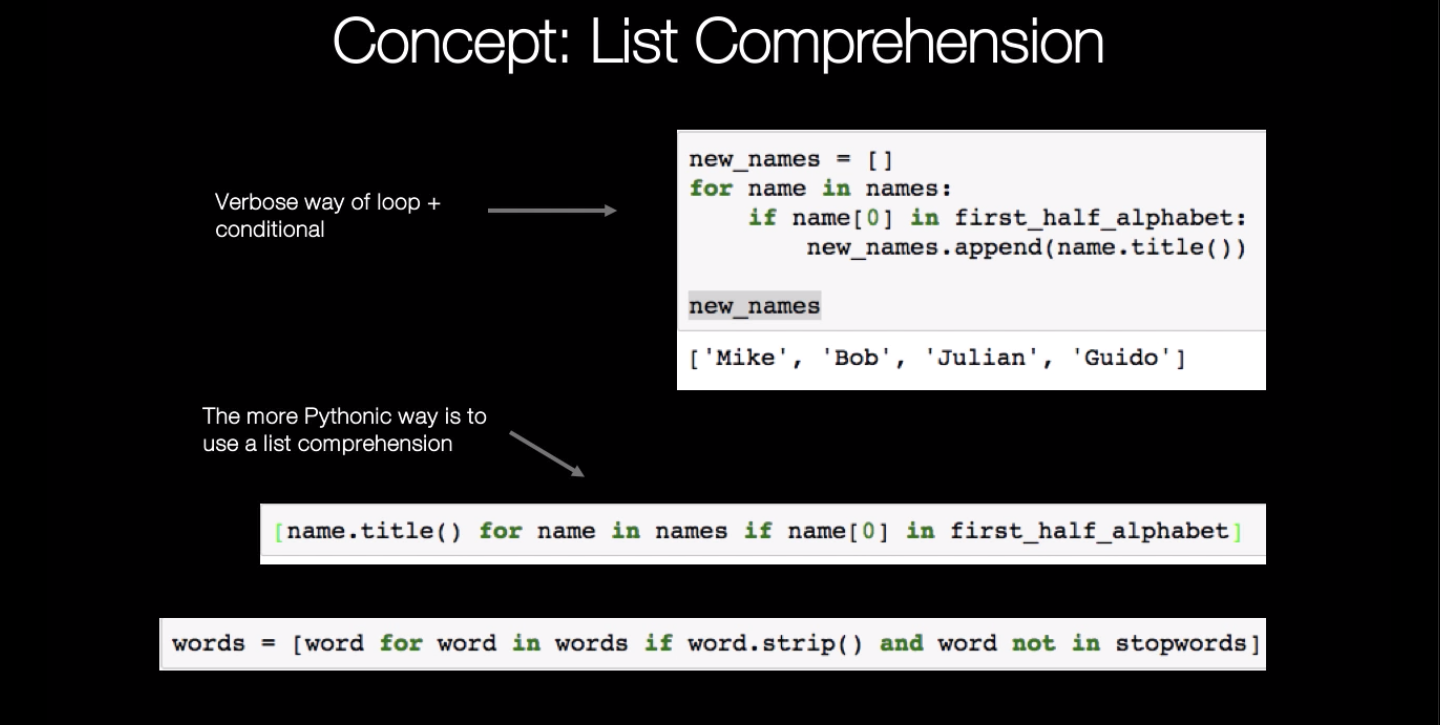 Concept: List Comprehension
Verbose way of loop +
conditional
new_names = []
for name in names:
    if name[0] in first_half_alphabet:
        new_names.append(name.title())
new_names
['Mike', 'Bob', 'Julian', 'Guido']
The more Pythonic way is to
use a list comprehension
[name.title() for name in names if name[0] in first_half_alphabet]
words = [word for word in words if word.strip() and word not in stopwords]